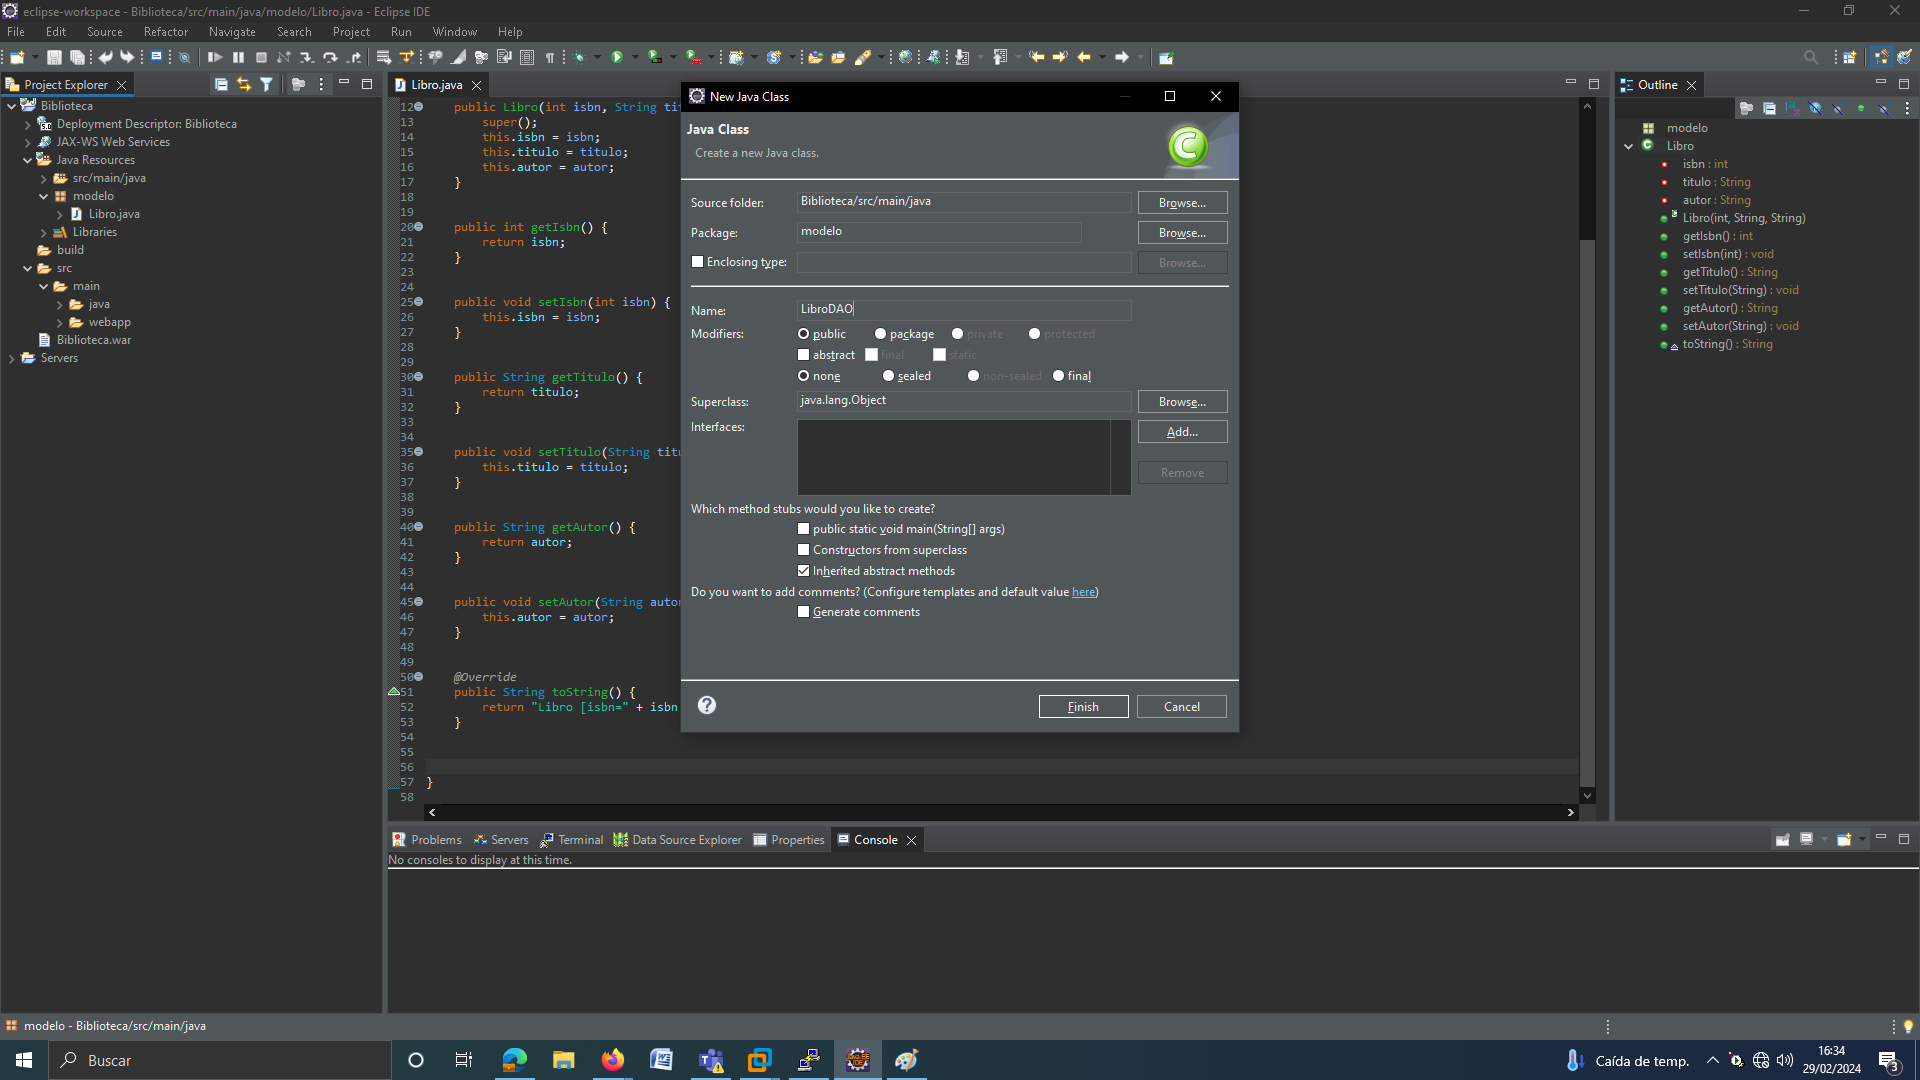 eclipse-workspace - Biblioteca/src/main/java/modelo/Libro.java - Eclipse IDE
File Edit Source Refactor Navigate Search Project Run Window Help
Project Explorer
Biblioteca
Deployment Descriptor: Biblioteca
JAX-WS Web Services
Java Resources
src/main/java
modelo
Libro.java
Libraries
build
src
main
java
webapp
Biblioteca.war
Servers
Libro.java
12 public Libro(int isbn, String tit
13 super();
14 this.isbn = isbn;
15 this.titulo = titulo;
16 this.autor = autor;
17 }
18
19
20 public int getIsbn() {
21 return isbn;
22 }
23
24
25 public void setIsbn(int isbn) {
26 this.isbn = isbn;
27 }
28
29
30 public String getTitulo() {
31 return titulo;
32 }
33
34
35 public void setTitulo(String titu
36 this.titulo = titulo;
37 }
38
39
40 public String getAutor() {
41 return autor;
42 }
43
44
45 public void setAutor(String autor
46 this.autor = autor;
47 }
48
49
50 @Override
51 public String toString() {
52 return "Libro [isbn=" + isbn
53 }
54
55
56
57 }
58
New Java Class
Java Class
Create a new Java class.
Source folder: Biblioteca/src/main/java Browse...
Package: modelo Browse...
Enclosing type: Browse...
Name: LibroDAO
Modifiers: public package private protected
abstract final static
none sealed non-sealed final
Superclass: java.lang.Object Browse...
Interfaces: Add...
Remove
Which method stubs would you like to create?
public static void main(String[] args)
Constructors from superclass
Inherited abstract methods
Do you want to add comments? (Configure templates and default value here)
Generate comments
Finish Cancel
Outline
modelo
Libro
isbn : int
titulo : String
autor : String
Libro(int, String, String)
getIsbn() : int
setIsbn(int) : void
getTitulo() : String
setTitulo(String) : void
getAutor() : String
setAutor(String) : void
toString() : String
Problems Servers Terminal Data Source Explorer Properties Console
No consoles to display at this time.
modelo - Biblioteca/src/main/java
Buscar
Caída de temp.
16:34
29/02/2024
3